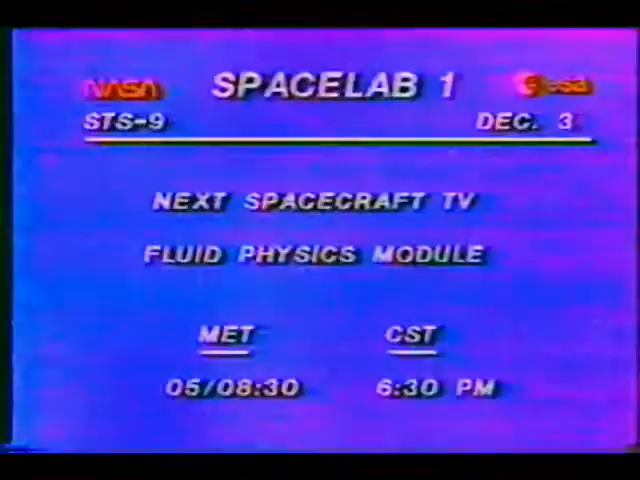 NASA SPACELAB 1 esa
STS-9 DEC. 3
NEXT SPACECRAFT TV
FLUID PHYSICS MODULE
MET CST
05/08:30 6:30 PM